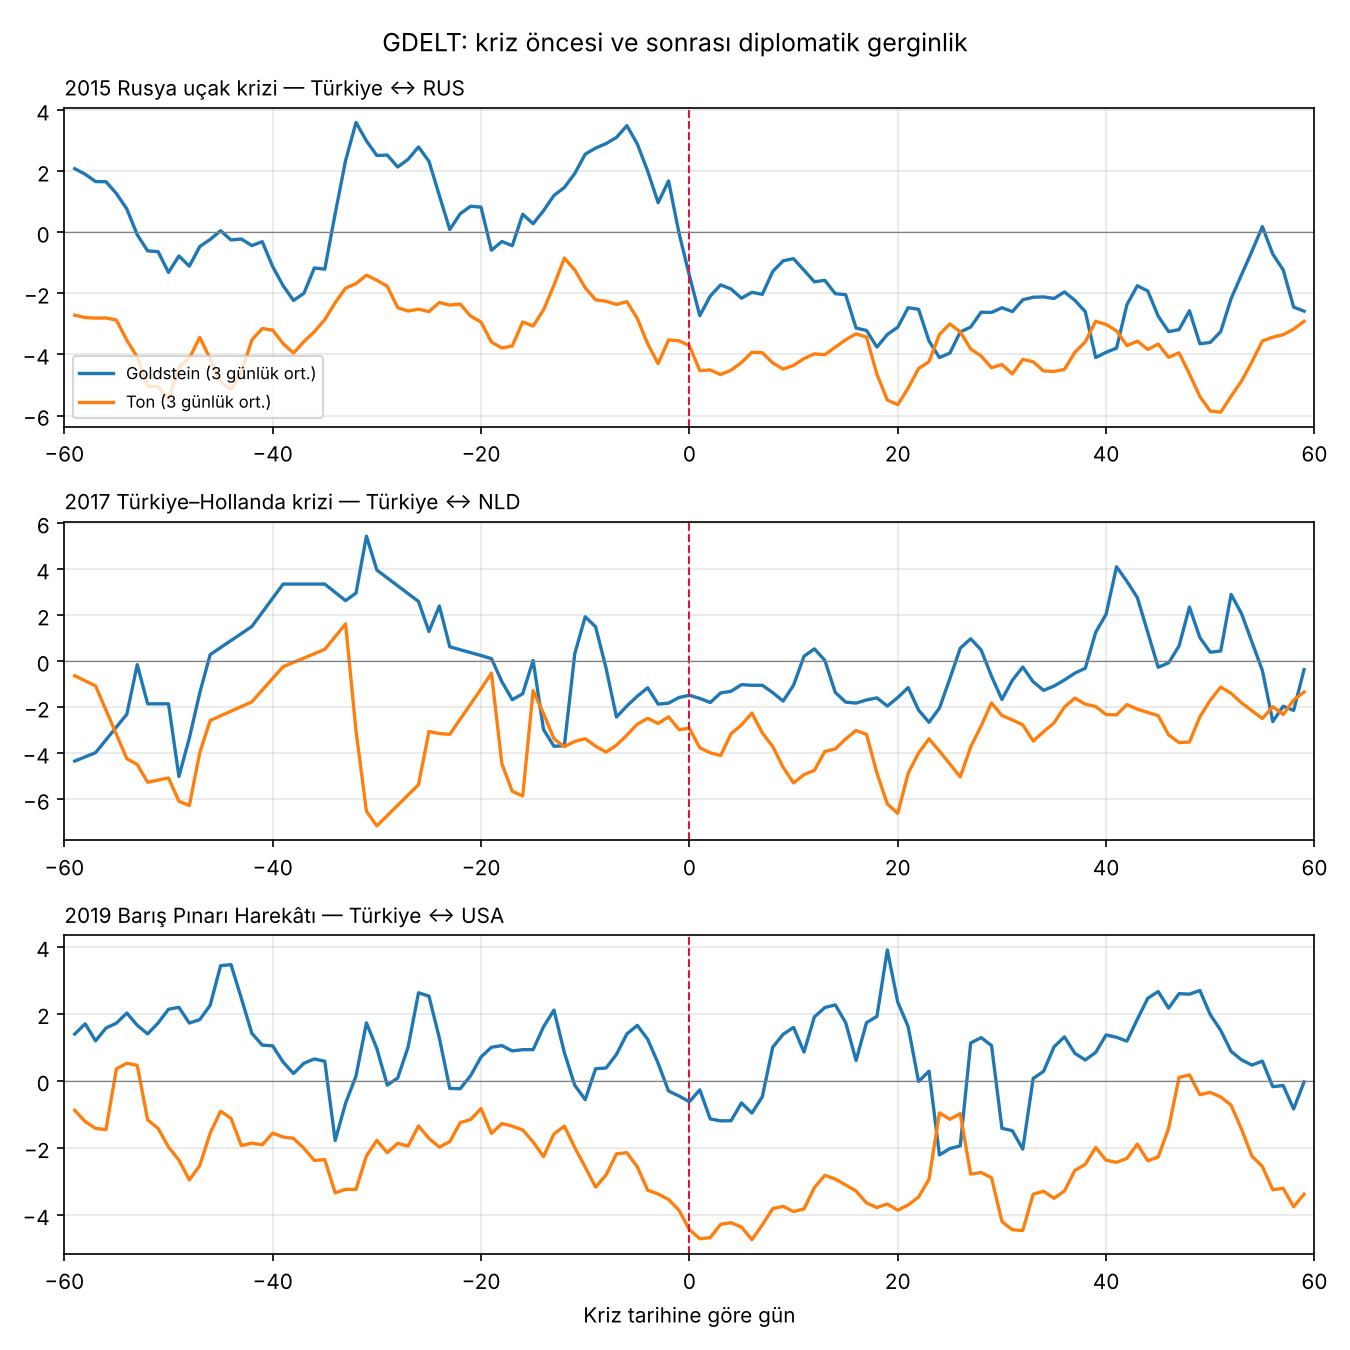 GDELT: kriz öncesi ve sonrası diplomatik gerginlik
2015 Rusya uçak krizi — Türkiye ↔ RUS
4
2
0
−2
−4
−6
Goldstein (3 günlük ort.)
Ton (3 günlük ort.)
−60 −40 −20 0 20 40 60
2017 Türkiye–Hollanda krizi — Türkiye ↔ NLD
6
4
2
0
−2
−4
−6
−60 −40 −20 0 20 40 60
2019 Barış Pınarı Harekâtı — Türkiye ↔ USA
4
2
0
−2
−4
−60 −40 −20 0 20 40 60
Kriz tarihine göre gün